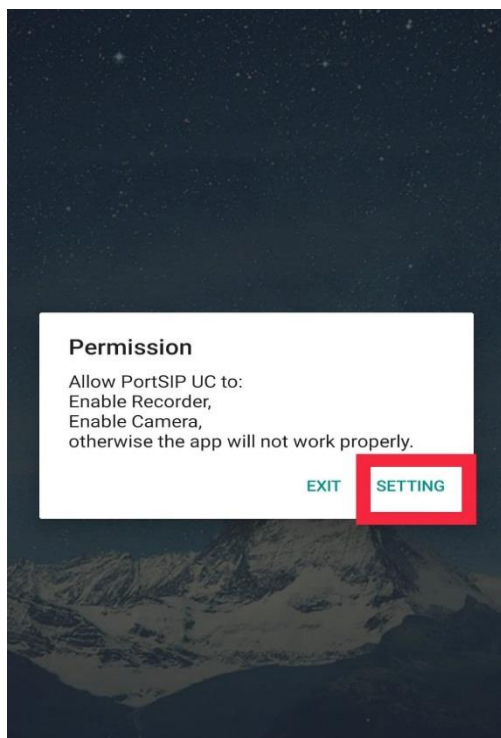 Permission
Allow PortSIP UC to:
Enable Recorder,
Enable Camera,
otherwise the app will not work properly.
EXIT SETTING